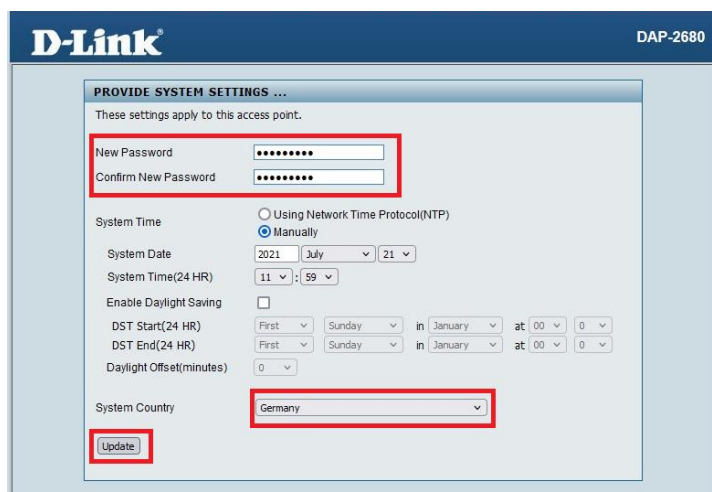 D-Link
DAP-2680
PROVIDE SYSTEM SETTINGS ...
These settings apply to this access point.
New Password •••••••••
Confirm New Password •••••••••
System Time
Using Network Time Protocol(NTP)
Manually
System Date 2021 July 21
System Time(24 HR) 11 : 59
Enable Daylight Saving
DST Start(24 HR) First Sunday in January at 00 0
DST End(24 HR) First Sunday in January at 00 0
Daylight Offset(minutes) 0
System Country Germany
Update